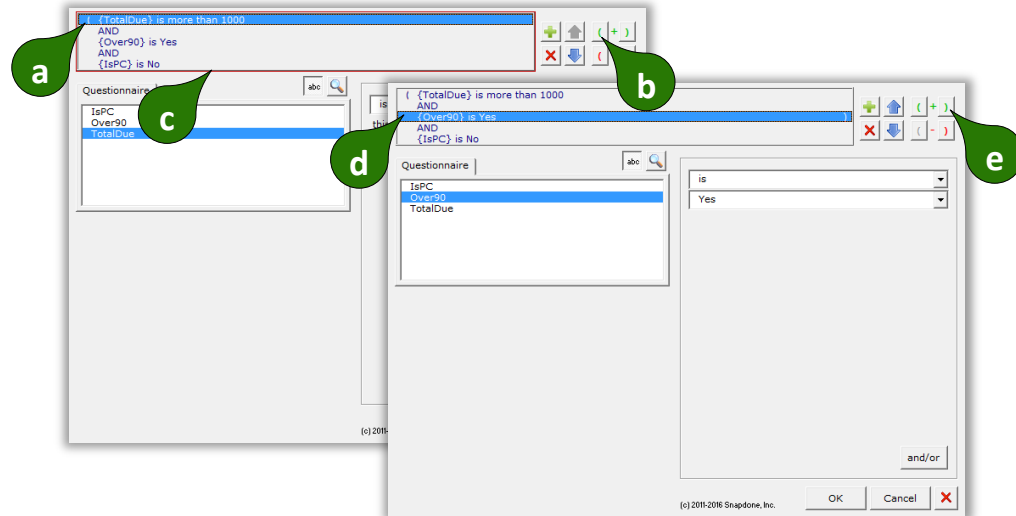 ( {TotalDue} is more than 1000
AND
{Over90} is Yes
AND
{IsPC} is No
( + )
(
a
b
c
Questionnaire
abc
IsPC
Over90
TotalDue
is
(c) 2011-
( {TotalDue} is more than 1000
AND
{Over90} is Yes )
AND
{IsPC} is No
( + )
( - )
d
e
Questionnaire
abc
IsPC
Over90
TotalDue
is
Yes
and/or
(c) 2011-2016 Snapdone, Inc.
OK
Cancel